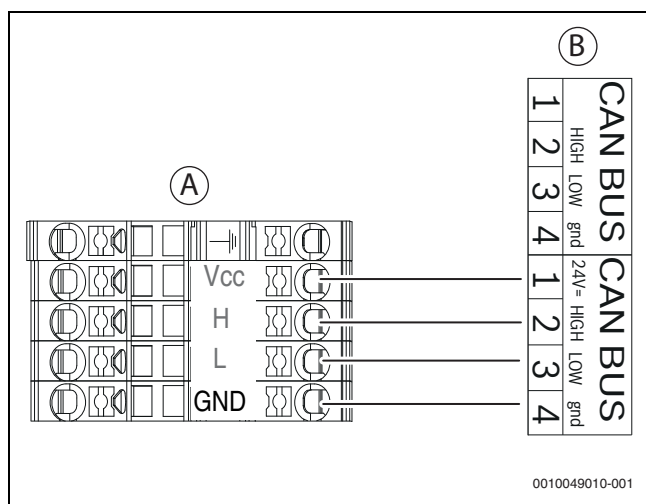 B
CAN BUS
HIGH LOW gnd
1 2 3 4
CAN BUS
24V= HIGH LOW gnd
1 2 3 4
A
Vcc
H
L
GND
0010049010-001